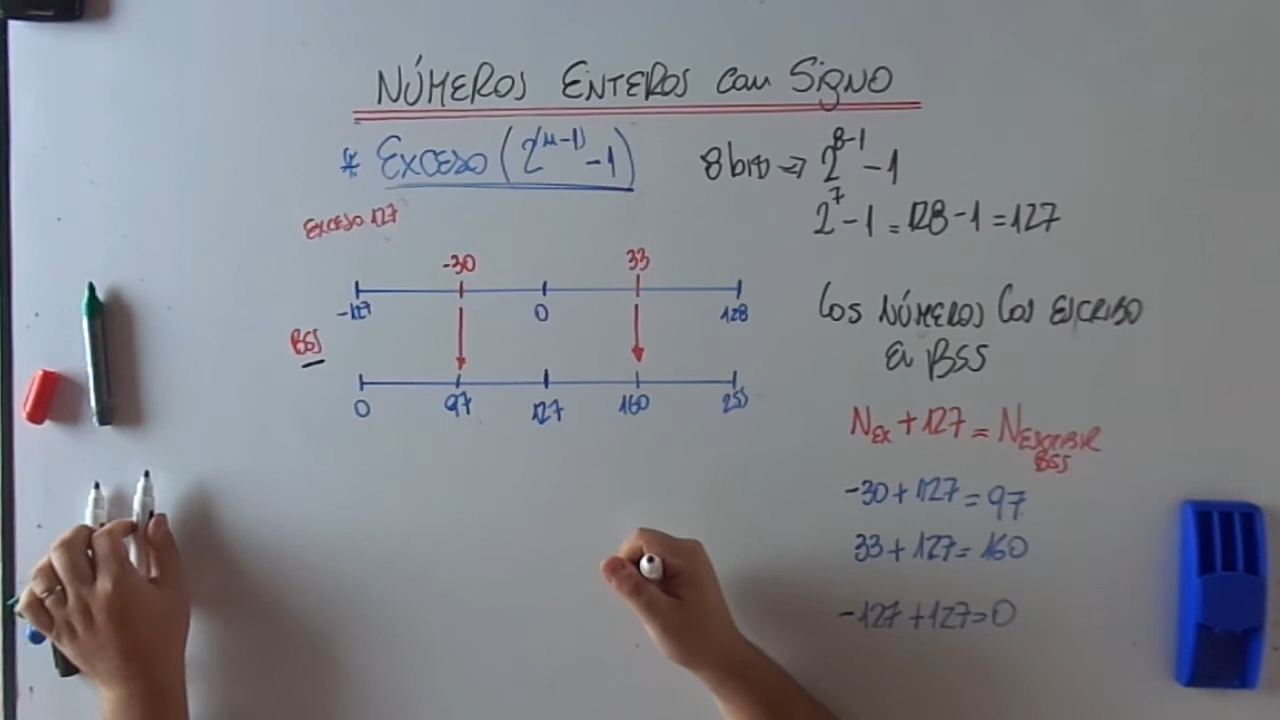 NÚMEROS ENTEROS con Signo
* EXCESO (2^(n-1) - 1)
8 bits → 2^8-1 - 1
2^7 - 1 = 128 - 1 = 127
EXCESO 127
-30 33
-127 0 128
BSS
0 97 127 160 255
Los NÚMEROS Los ESCRIBO
En BSS
N_Ex + 127 = N_ESCRIBIR BSS
-30 + 127 = 97
33 + 127 = 160
-127 + 127 = 0